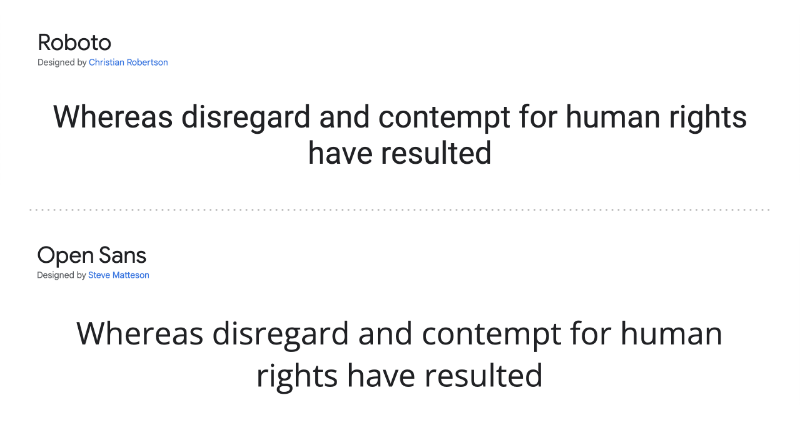 Roboto
Designed by Christian Robertson
Whereas disregard and contempt for human rights
have resulted
Open Sans
Designed by Steve Matteson
Whereas disregard and contempt for human
rights have resulted